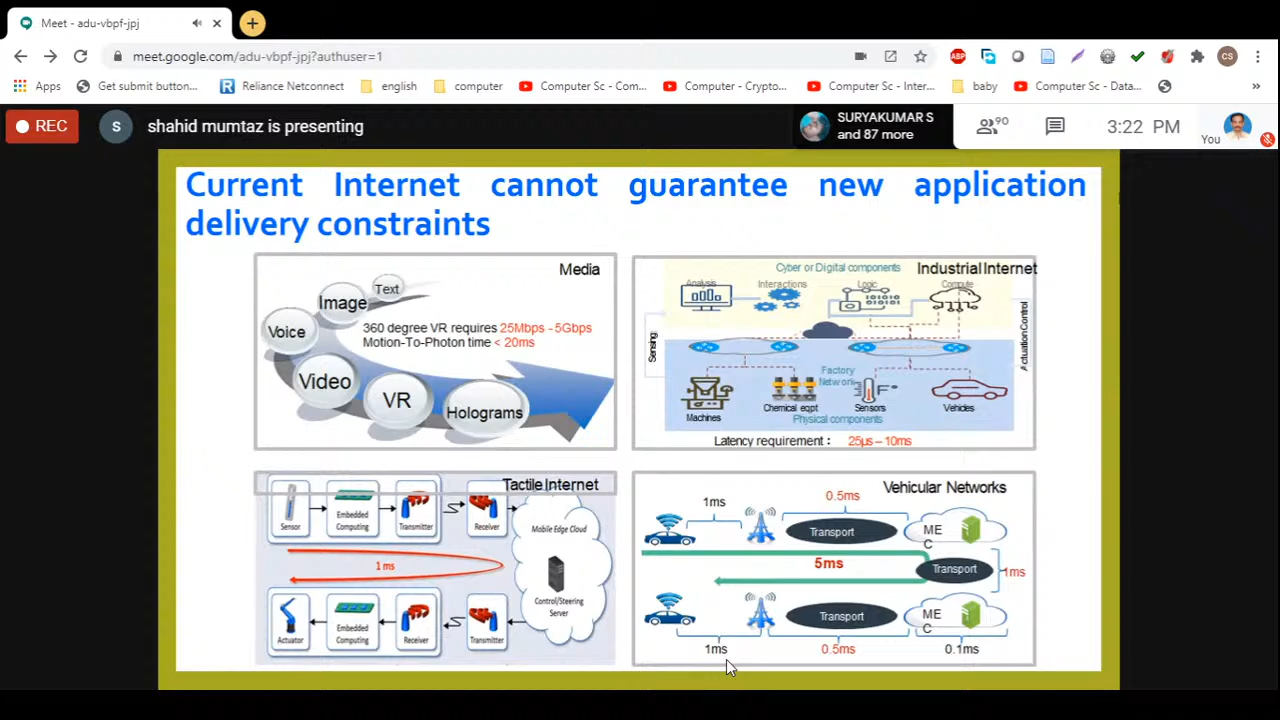 Meet - adu-vbpf-jpj
meet.google.com/adu-vbpf-jpj?authuser=1
ABP
CS
Apps
Get submit button...
Reliance Netconnect
english
computer
Computer Sc - Com...
Computer - Crypto...
Computer Sc - Inter...
baby
Computer Sc - Data...
REC
S
shahid mumtaz is presenting
SURYAKUMAR S
and 87 more
90
3:22 PM
You
Current Internet cannot guarantee new application
delivery constraints
Media
Text
Image
Voice
Video
VR
Holograms
360 degree VR requires 25Mbps - 5Gbps
Motion-To-Photon time < 20ms
Industrial Internet
Cyber or Digital components
Analysis
Interactions
Logic
Compute
Sensing
Actuation Control
Factory
Network
Machines
Chemical eqpt
Sensors
Vehicles
F°
Physical components
Latency requirement : 25µs – 10ms
Tactile Internet
Sensor
Embedded
Computing
Transmitter
Receiver
Mobile Edge Cloud
1 ms
Control/Steering
Server
Actuator
Embedded
Computing
Receiver
Transmitter
Vehicular Networks
1ms
0.5ms
Transport
ME
C
5ms
Transport
1ms
Transport
ME
C
1ms
0.5ms
0.1ms